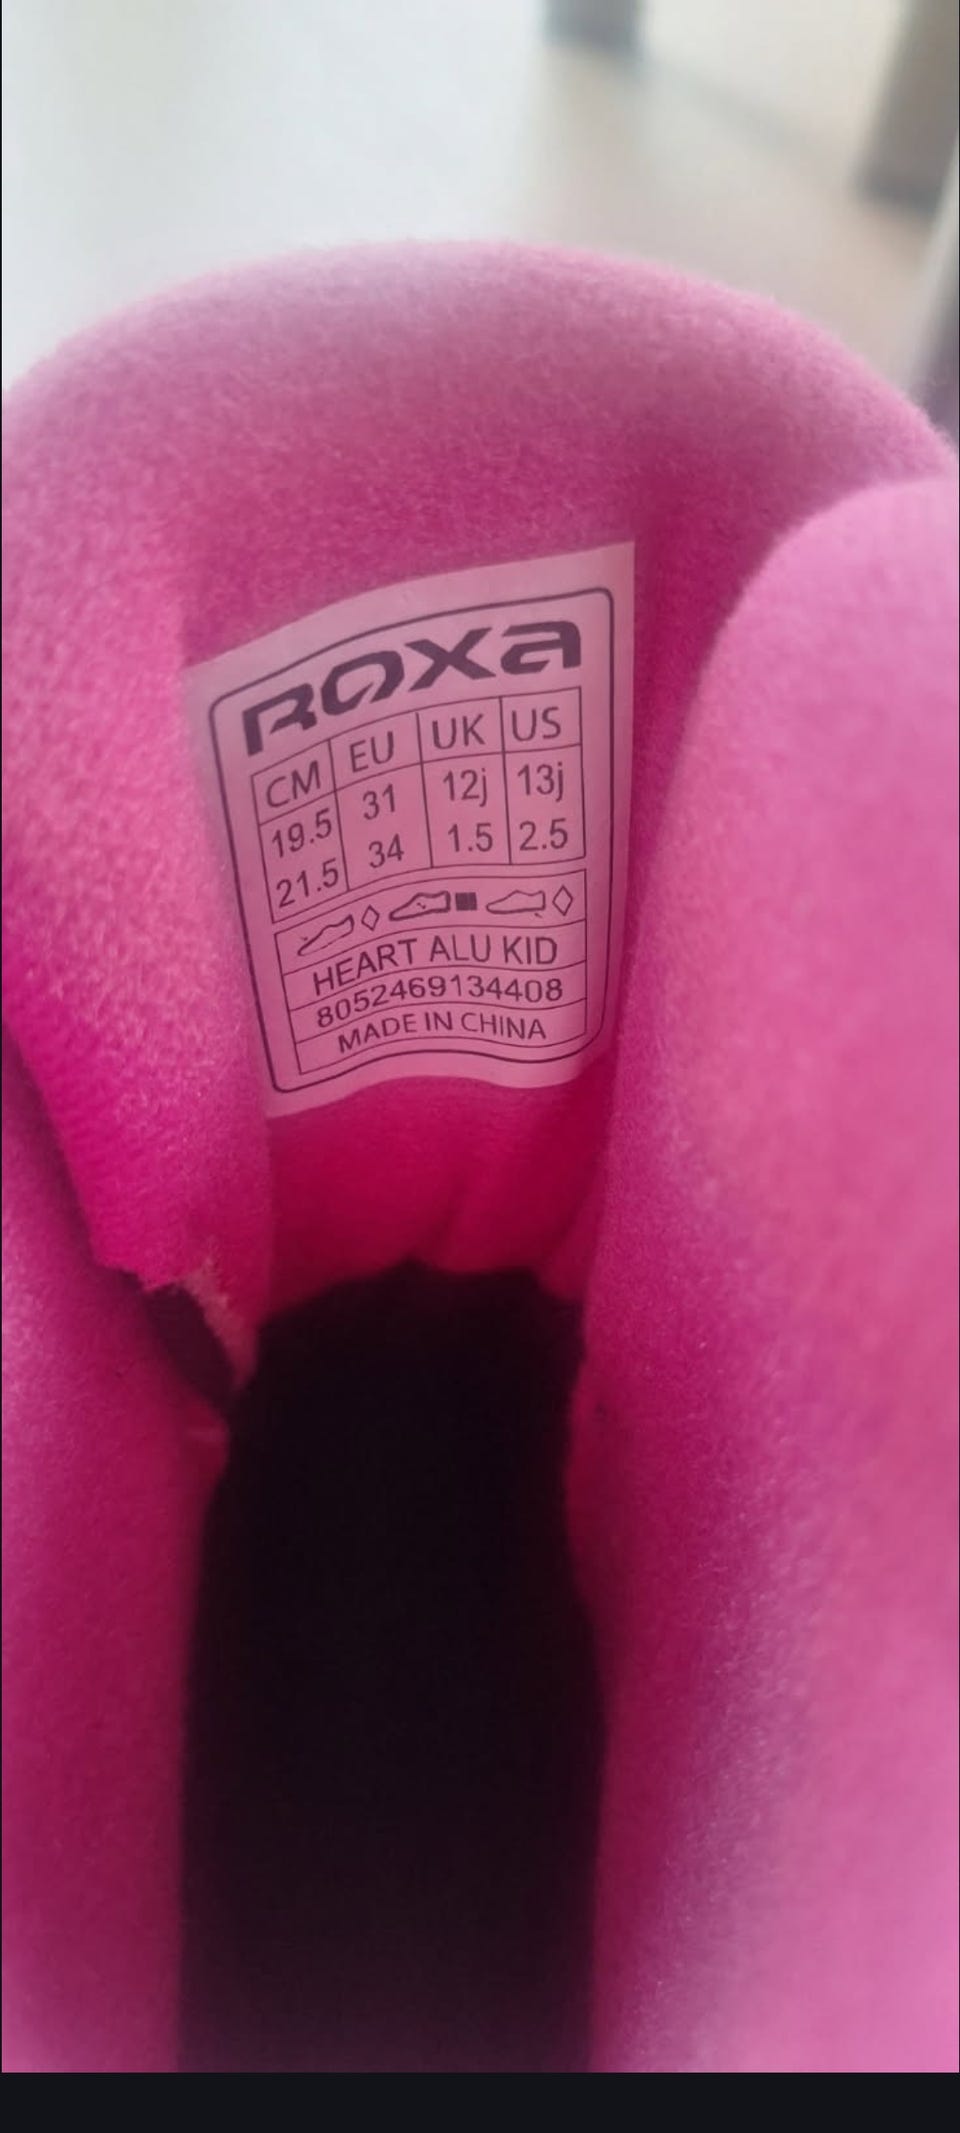 ROXA
CM EU UK US
19.5 31 12j 13j
21.5 34 1.5 2.5
HEART ALU KID
8052469134408
MADE IN CHINA